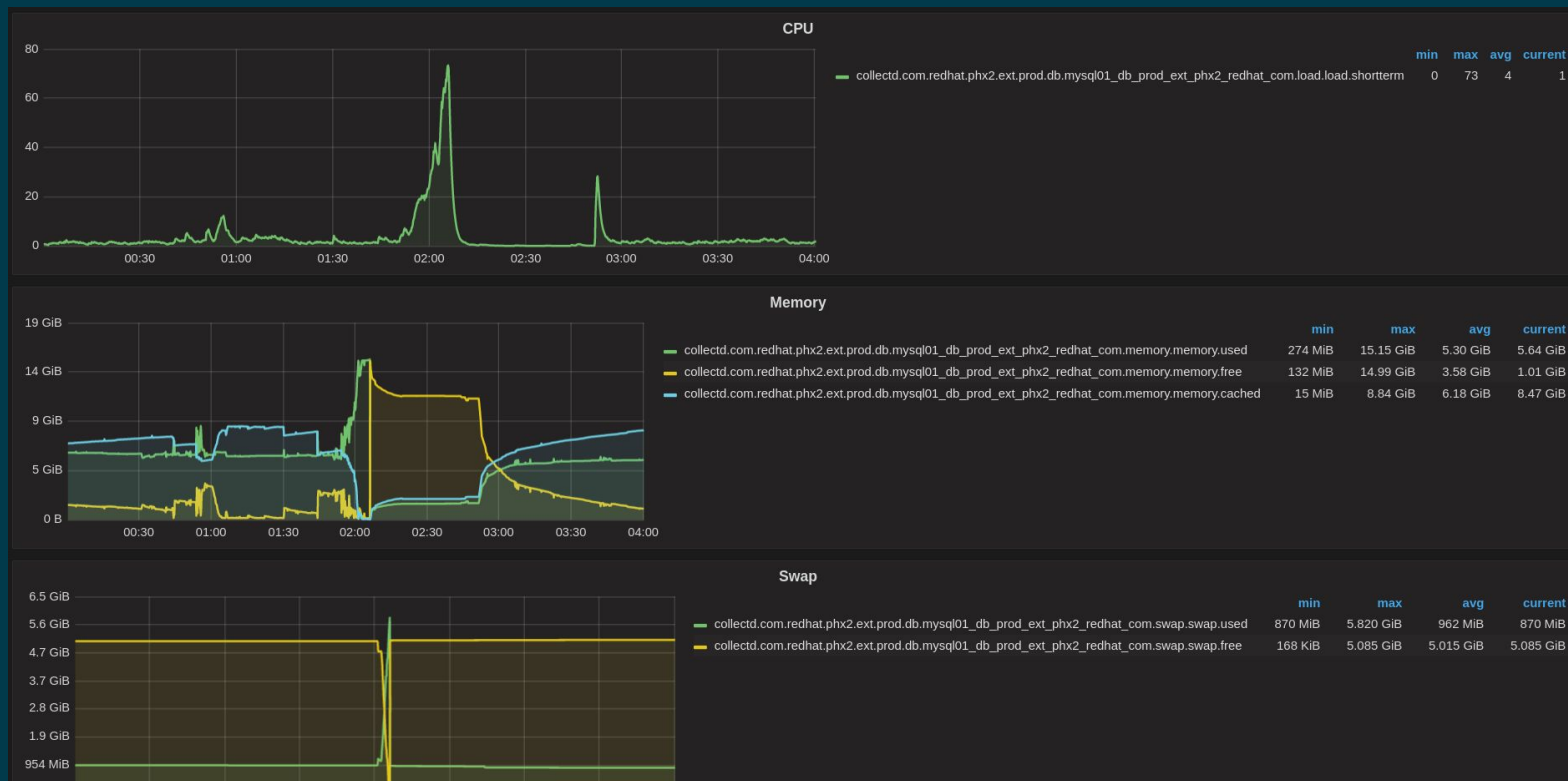 CPU
min max avg current
80
60
40
20
0
collectd.com.redhat.phx2.ext.prod.db.mysql01_db_prod_ext_phx2_redhat_com.load.load.shortterm 0 73 4 1
00:30 01:00 01:30 02:00 02:30 03:00 03:30 04:00
Memory
min max avg current
19 GiB
14 GiB
9 GiB
5 GiB
0 B
collectd.com.redhat.phx2.ext.prod.db.mysql01_db_prod_ext_phx2_redhat_com.memory.memory.used 274 MiB 15.15 GiB 5.30 GiB 5.64 GiB
collectd.com.redhat.phx2.ext.prod.db.mysql01_db_prod_ext_phx2_redhat_com.memory.memory.free 132 MiB 14.99 GiB 3.58 GiB 1.01 GiB
collectd.com.redhat.phx2.ext.prod.db.mysql01_db_prod_ext_phx2_redhat_com.memory.memory.cached 15 MiB 8.84 GiB 6.18 GiB 8.47 GiB
00:30 01:00 01:30 02:00 02:30 03:00 03:30 04:00
Swap
min max avg current
6.5 GiB
5.6 GiB
4.7 GiB
3.7 GiB
2.8 GiB
1.9 GiB
954 MiB
collectd.com.redhat.phx2.ext.prod.db.mysql01_db_prod_ext_phx2_redhat_com.swap.swap.used 870 MiB 5.820 GiB 962 MiB 870 MiB
collectd.com.redhat.phx2.ext.prod.db.mysql01_db_prod_ext_phx2_redhat_com.swap.swap.free 168 KiB 5.085 GiB 5.015 GiB 5.085 GiB